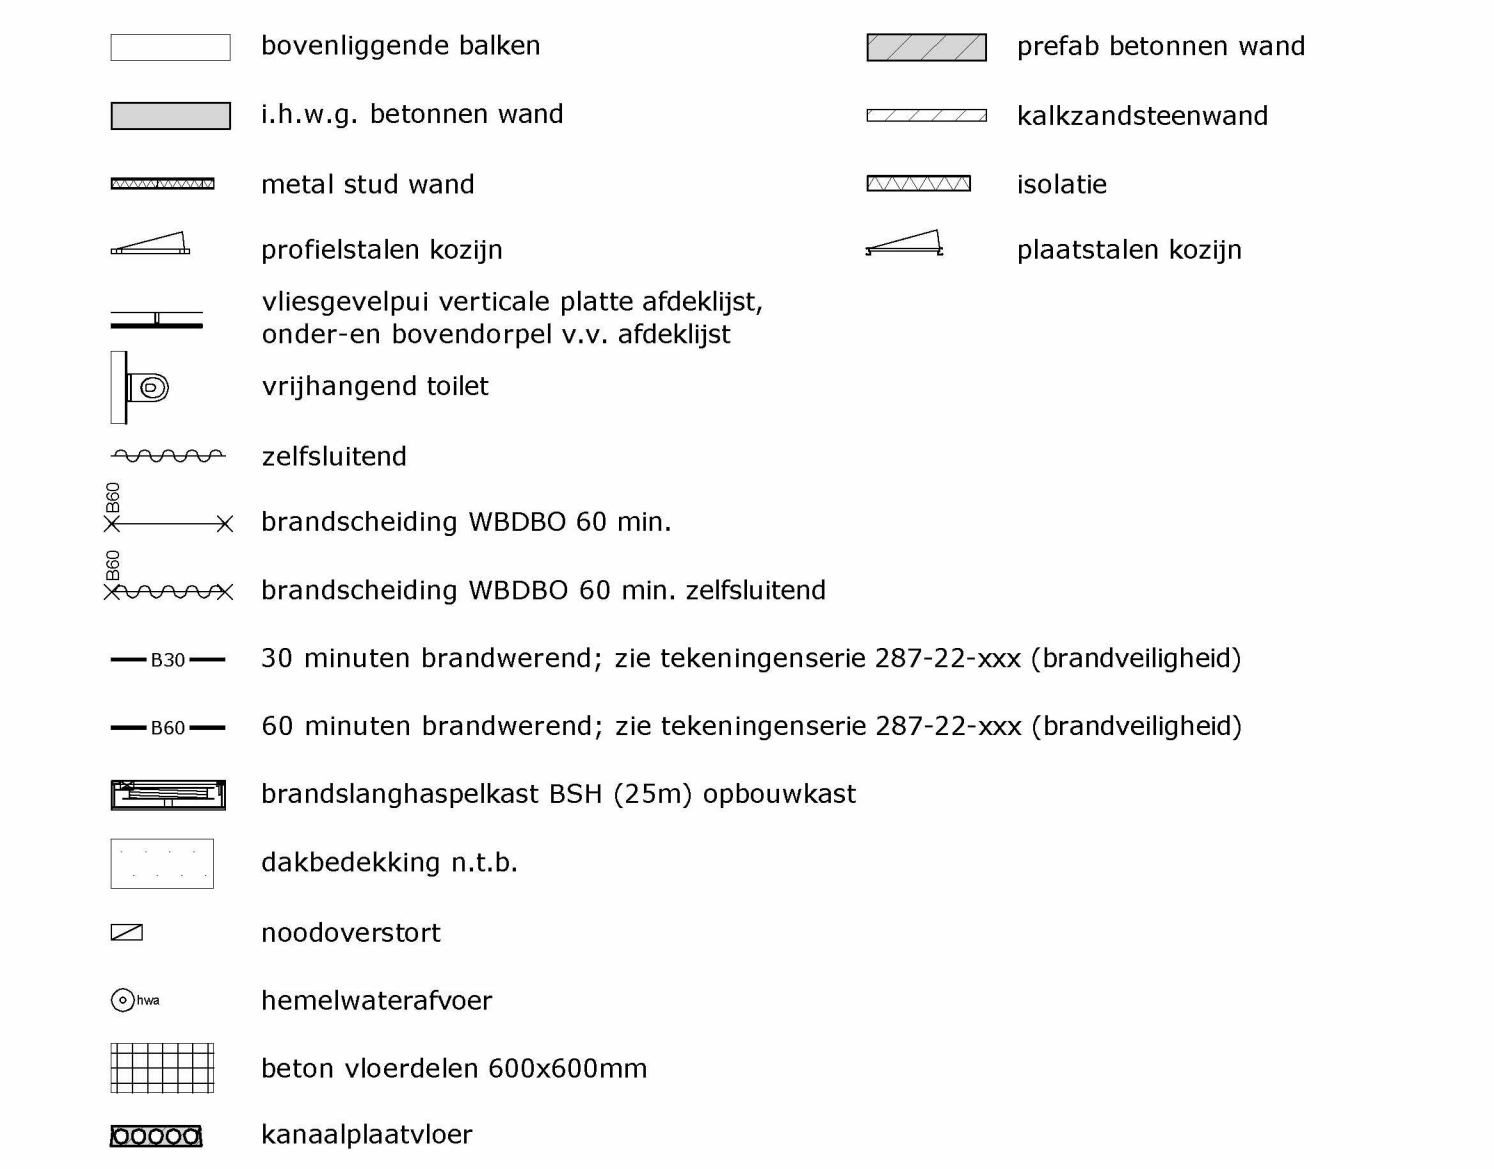 bovenliggende balken
prefab betonnen wand
i.h.w.g. betonnen wand
kalkzandsteenwand
metal stud wand
isolatie
profielstalen kozijn
plaatstalen kozijn
vliesgevelpui verticale platte afdeklijst,
onder-en bovendorpel v.v. afdeklijst
vrijhangend toilet
zelfsluitend
B60
brandscheiding WBDBO 60 min.
B60
brandscheiding WBDBO 60 min. zelfsluitend
B30 30 minuten brandwerend; zie tekeningenserie 287-22-xxx (brandveiligheid)
B60 60 minuten brandwerend; zie tekeningenserie 287-22-xxx (brandveiligheid)
brandslanghaspelkast BSH (25m) opbouwkast
dakbedekking n.t.b.
noodoverstort
hwa hemelwaterafvoer
beton vloerdelen 600x600mm
kanaalplaatvloer